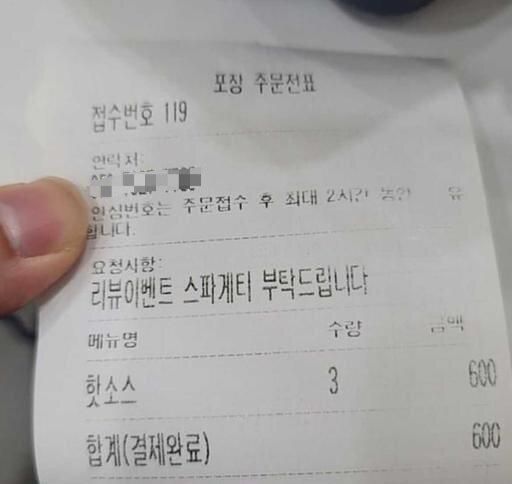 포장 주문전표
접수번호 119
연락처:
안심번호는 주문접수 후 최대 2시간 동안 유
합니다.
요청사항:
리뷰이벤트 스파게티 부탁드립니다
메뉴명 수량 금액
핫소스 3 600
합계(결제완료) 600